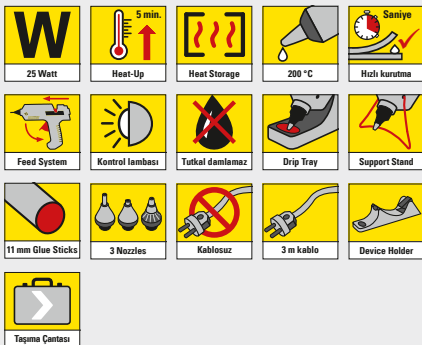 W
5 min.
Saniye
25 Watt
Heat-Up
Heat Storage
200 °C
Hızlı kurutma
Feed System
Kontrol lambası
Tutkal damlamaz
Drip Tray
Support Stand
11 mm Glue Sticks
3 Nozzles
Kablosuz
3 m kablo
Device Holder
Taşıma Çantası